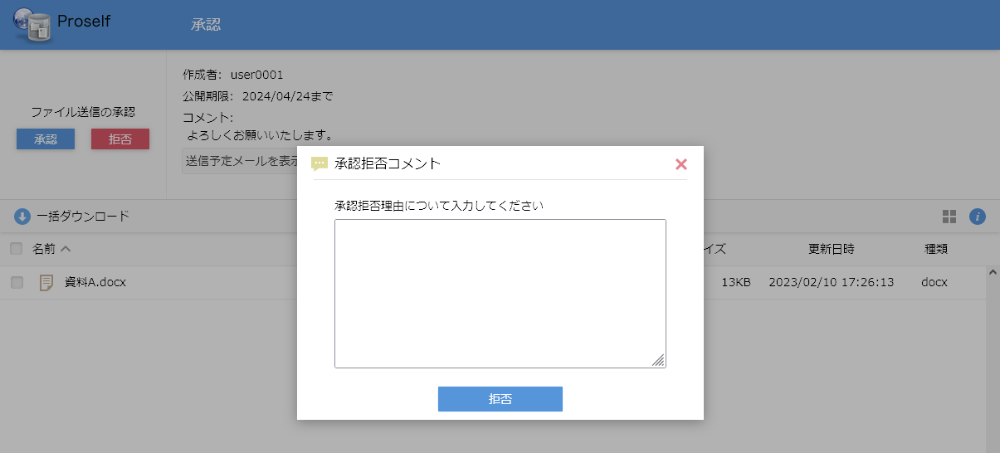 Proself
承認
作成者: user0001
公開期限: 2024/04/24まで
コメント:
よろしくお願いいたします。
ファイル送信の承認
承認 拒否
送信予定メールを表示
承認拒否コメント
承認拒否理由について入力してください
拒否
一括ダウンロード
名前 イズ 更新日時 種類
資料A.docx 13KB 2023/02/10 17:26:13 docx